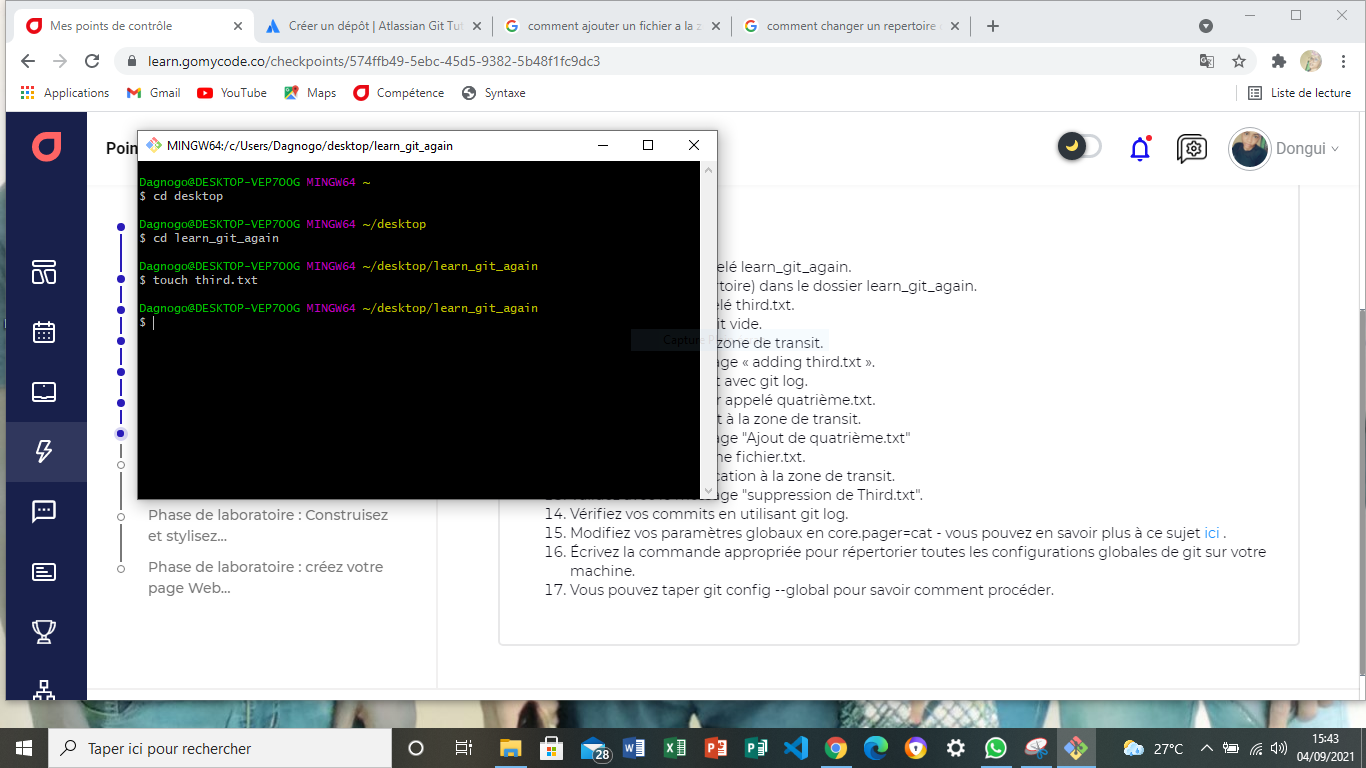 Mes points de contrôle
Créer un dépôt | Atlassian Git Tut
comment ajouter un fichier a la z
comment changer un repertoire
learn.gomycode.co/checkpoints/574ffb49-5ebc-45d5-9382-5b48f1fc9dc3
Applications
Gmail
YouTube
Maps
Compétence
Syntaxe
Liste de lecture
Poin
Dongui
MINGW64:/c/Users/Dagnogo/desktop/learn_git_again
Dagnogo@DESKTOP-VEP7OOG MINGW64 ~
$ cd desktop
Dagnogo@DESKTOP-VEP7OOG MINGW64 ~/desktop
$ cd learn_git_again
Dagnogo@DESKTOP-VEP7OOG MINGW64 ~/desktop/learn_git_again
$ touch third.txt
Dagnogo@DESKTOP-VEP7OOG MINGW64 ~/desktop/learn_git_again
$
Capture
elé learn_git_again.
rtoire) dans le dossier learn_git_again.
elé third.txt.
it vide.
zone de transit.
age « adding third.txt ».
t avec git log.
r appelé quatrième.txt.
t à la zone de transit.
age "Ajout de quatrième.txt"
ne fichier.txt.
cation à la zone de transit.
"suppression de Third.txt".
14. Vérifiez vos commits en utilisant git log.
15. Modifiez vos paramètres globaux en core.pager=cat - vous pouvez en savoir plus à ce sujet ici .
16. Écrivez la commande appropriée pour répertorier toutes les configurations globales de git sur votre
machine.
17. Vous pouvez taper git config --global pour savoir comment procéder.
Phase de laboratoire : Construisez
et stylisez...
Phase de laboratoire : créez votre
page Web...
Taper ici pour rechercher
28
27°C
15:43
04/09/2021